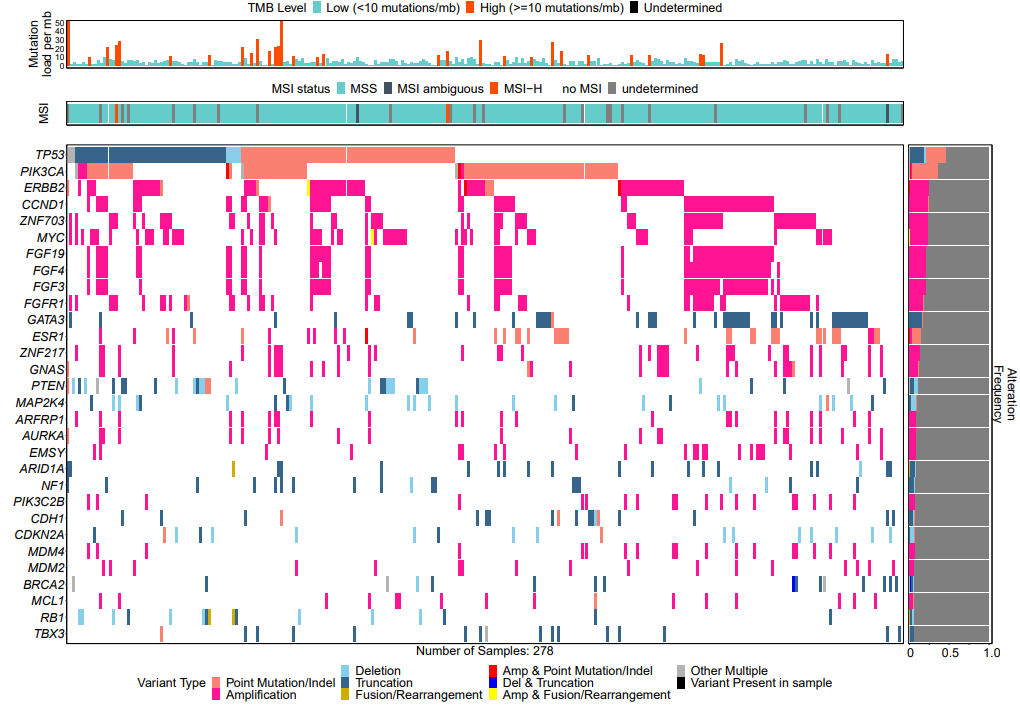 TMB Level Low (<10 mutations/mb) High (>=10 mutations/mb) Undetermined
Mutation
load per mb
50
40
30
20
10
0
MSI status MSS MSI ambiguous MSI−H no MSI undetermined
MSI
TP53
PIK3CA
ERBB2
CCND1
ZNF703
MYC
FGF19
FGF4
FGF3
FGFR1
GATA3
ESR1
ZNF217
GNAS
PTEN
MAP2K4
ARFRP1
AURKA
EMSY
ARID1A
NF1
PIK3C2B
CDH1
CDKN2A
MDM4
MDM2
BRCA2
MCL1
RB1
TBX3
Alteration
Frequency
0 0.5 1.0
Number of Samples: 278
Variant Type
Point Mutation/Indel
Amplification
Deletion
Truncation
Fusion/Rearrangement
Amp & Point Mutation/Indel
Del & Truncation
Amp & Fusion/Rearrangement
Other Multiple
Variant Present in sample